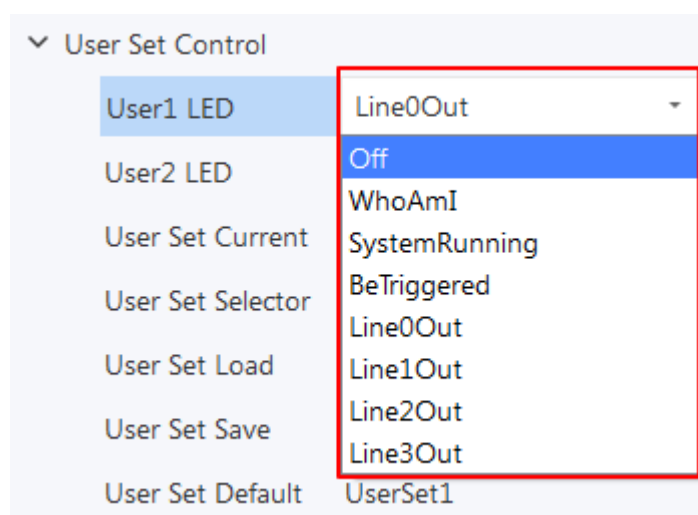 User Set Control
User1 LED Line0Out
Off
User2 LED
WhoAmI
User Set Current SystemRunning
BeTriggered
User Set Selector
Line0Out
User Set Load Line1Out
Line2Out
User Set Save
Line3Out
User Set Default UserSet1